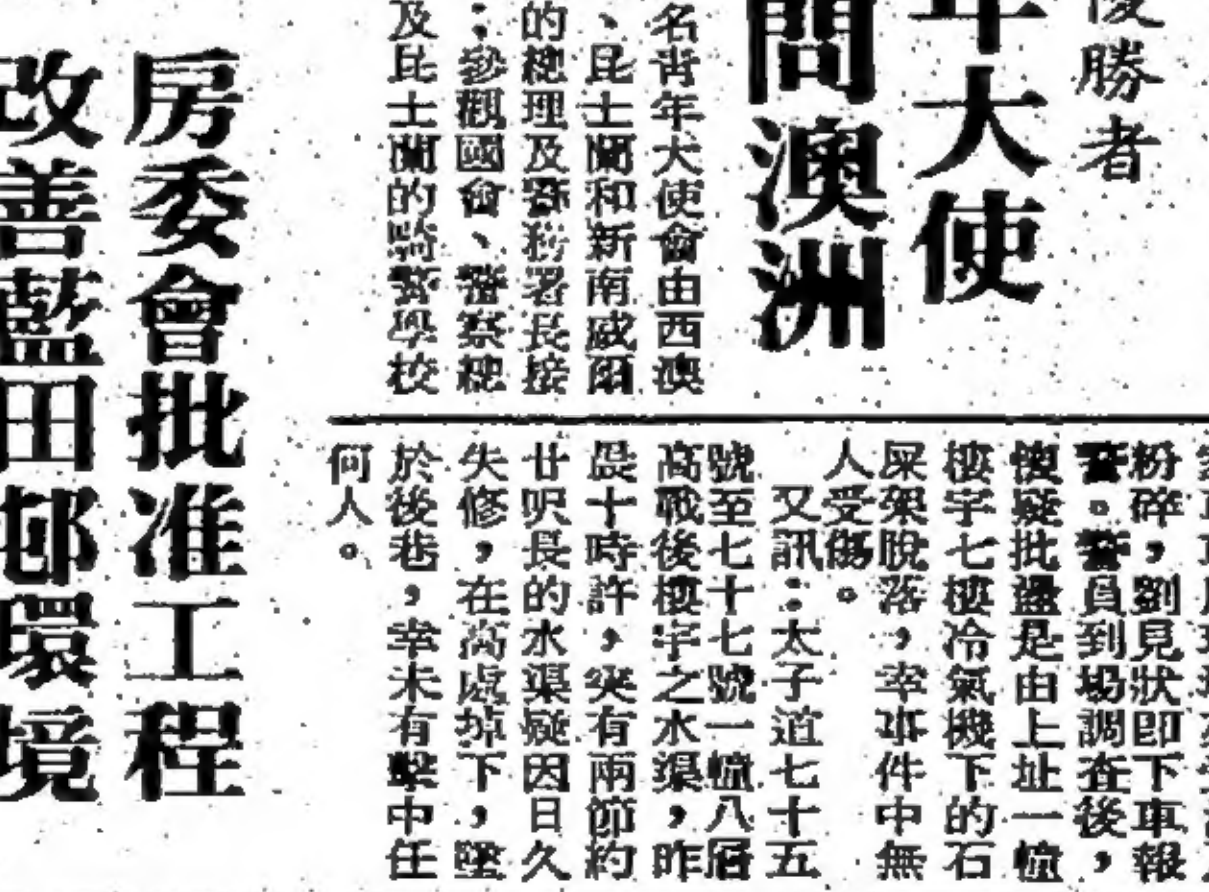 勝者
年大使
問澳洲
名青年大使會由西澳
、昆士蘭和新南威爾
的總理及警務署長接
：參觀國會、警察總
及昆士蘭的騎警學校
粉碎，劉見狀即下車報
警。警員到場調查後，
懷疑批盪是由上址一幢
樓宇七樓冷氣機下的石
屎架脫落，幸事件中無
人受傷。
又訊：太子道七十五
號至七十七號一幢八層
高戰後樓宇之水渠，昨
晨十時許，突有兩節約
廿呎長的水渠疑因日久
失修，在高處掉下，墜
於後巷，幸未有擊中任
何人。
房委會批准工程
改善藍田邨環境